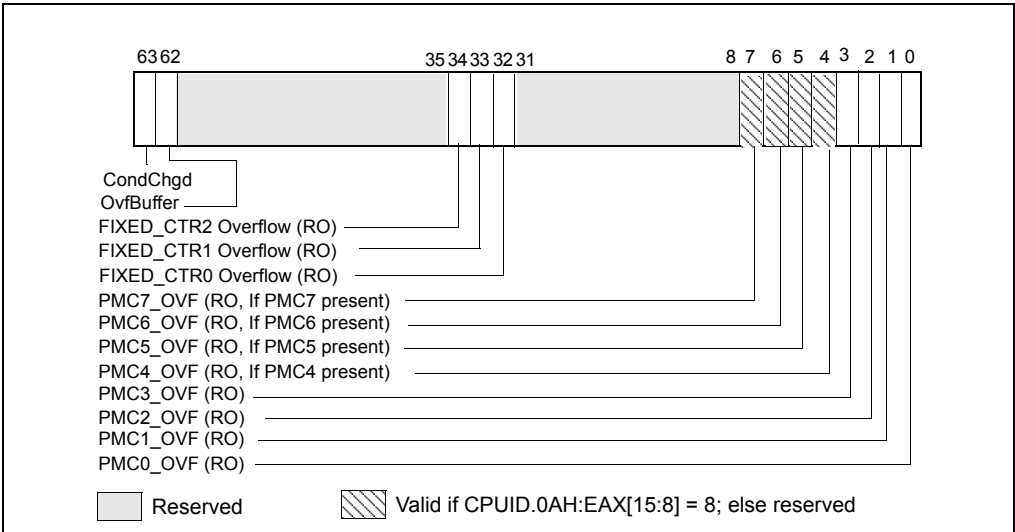 63 62 35 34 33 32 31 8 7 6 5 4 3 2 1 0
CondChgd
OvfBuffer
FIXED_CTR2 Overflow (RO)
FIXED_CTR1 Overflow (RO)
FIXED_CTR0 Overflow (RO)
PMC7_OVF (RO, If PMC7 present)
PMC6_OVF (RO, If PMC6 present)
PMC5_OVF (RO, If PMC5 present)
PMC4_OVF (RO, If PMC4 present)
PMC3_OVF (RO)
PMC2_OVF (RO)
PMC1_OVF (RO)
PMC0_OVF (RO)
Reserved Valid if CPUID.0AH:EAX[15:8] = 8; else reserved